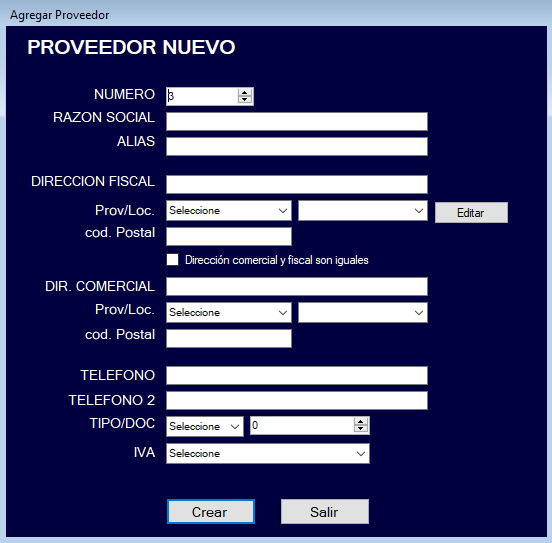 Agregar Proveedor
PROVEEDOR NUEVO
NUMERO 3
RAZON SOCIAL
ALIAS
DIRECCION FISCAL
Prov/Loc. Seleccione Editar
cod. Postal
Dirección comercial y fiscal son iguales
DIR. COMERCIAL
Prov/Loc. Seleccione
cod. Postal
TELEFONO
TELEFONO 2
TIPO/DOC Seleccione 0
IVA Seleccione
Crear Salir